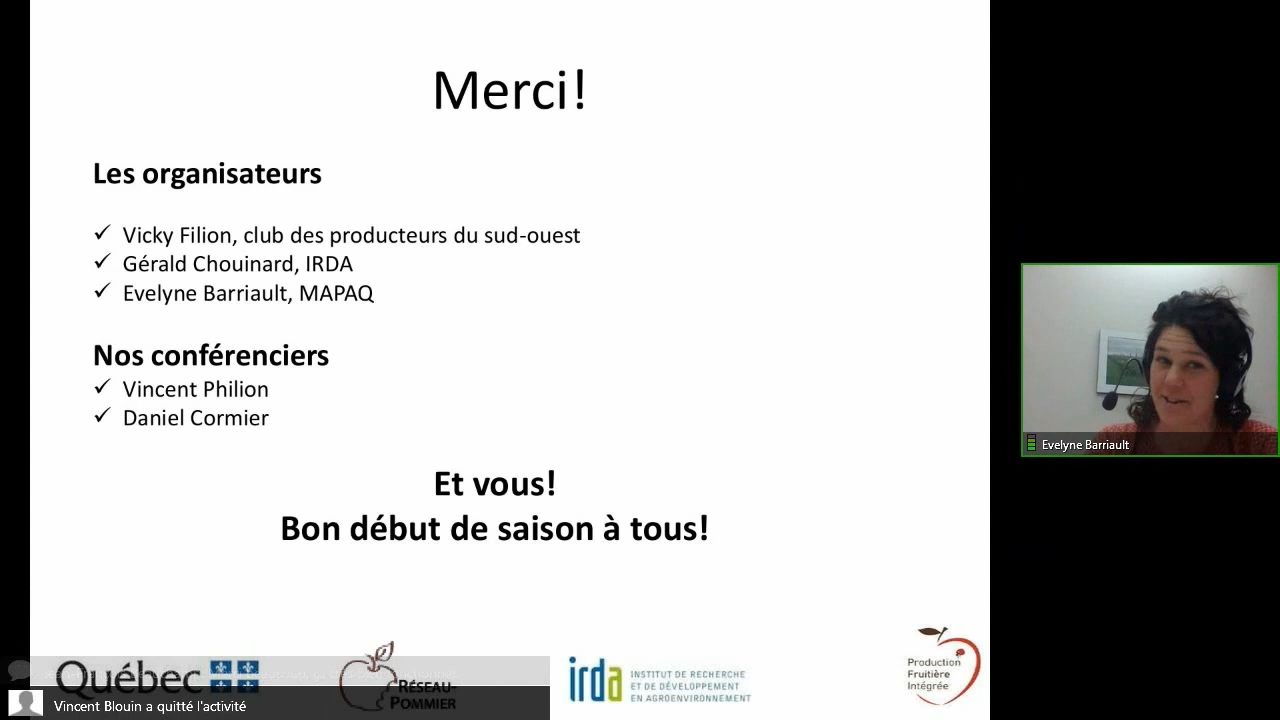 Merci!
Les organisateurs
✓ Vicky Filion, club des producteurs du sud-ouest
✓ Gérald Chouinard, IRDA
✓ Evelyne Barriault, MAPAQ
Nos conférenciers
✓ Vincent Philion
✓ Daniel Cormier
Et vous!
Bon début de saison à tous!
Evelyne Barriault
Québec
RÉSEAU-
POMMIER
irda
INSTITUT DE RECHERCHE
ET DE DÉVELOPPEMENT
EN AGROENVIRONNEMENT
Production
Fruitière
Intégrée
Vincent Blouin a quitté l'activité